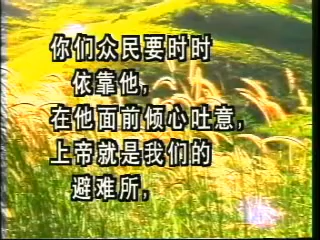 你们众民要时时
依靠他，
在他面前倾心吐意，
上帝就是我们的
避难所，